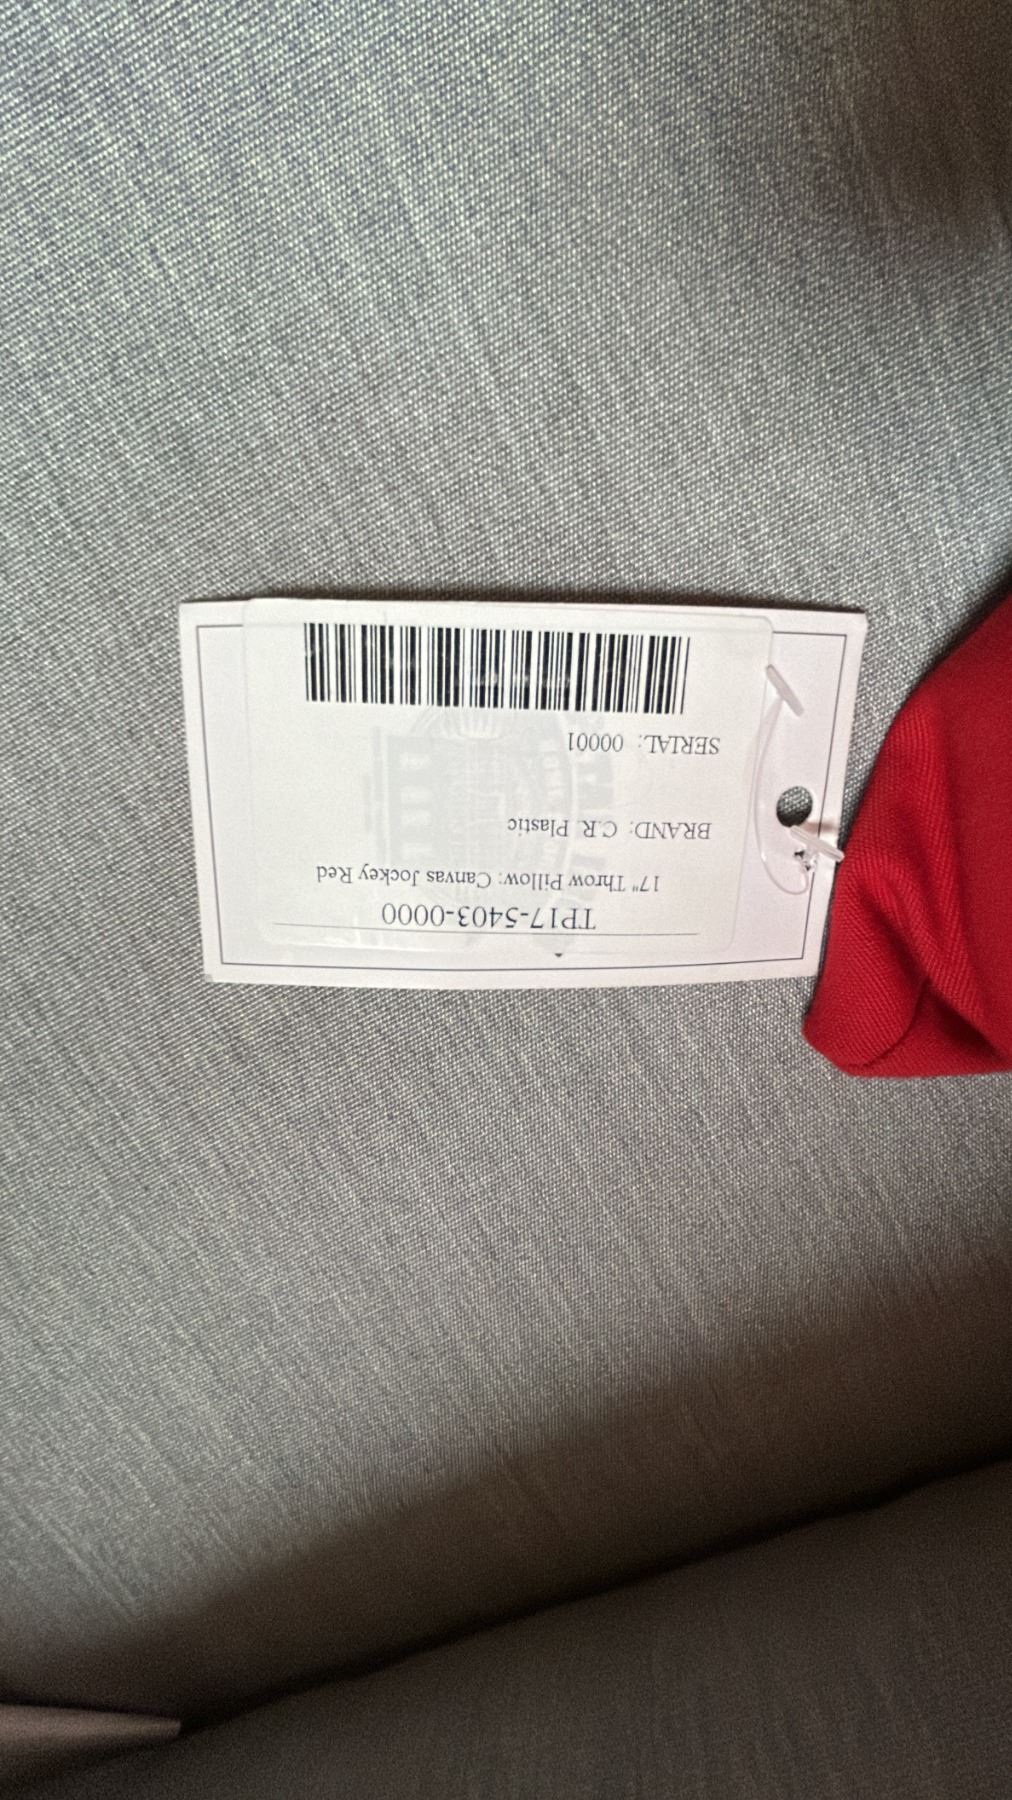 TP17-5403-0000
17" Throw Pillow: Canvas Jockey Red
BRAND: C.R. Plastic
SERIAL: 00001